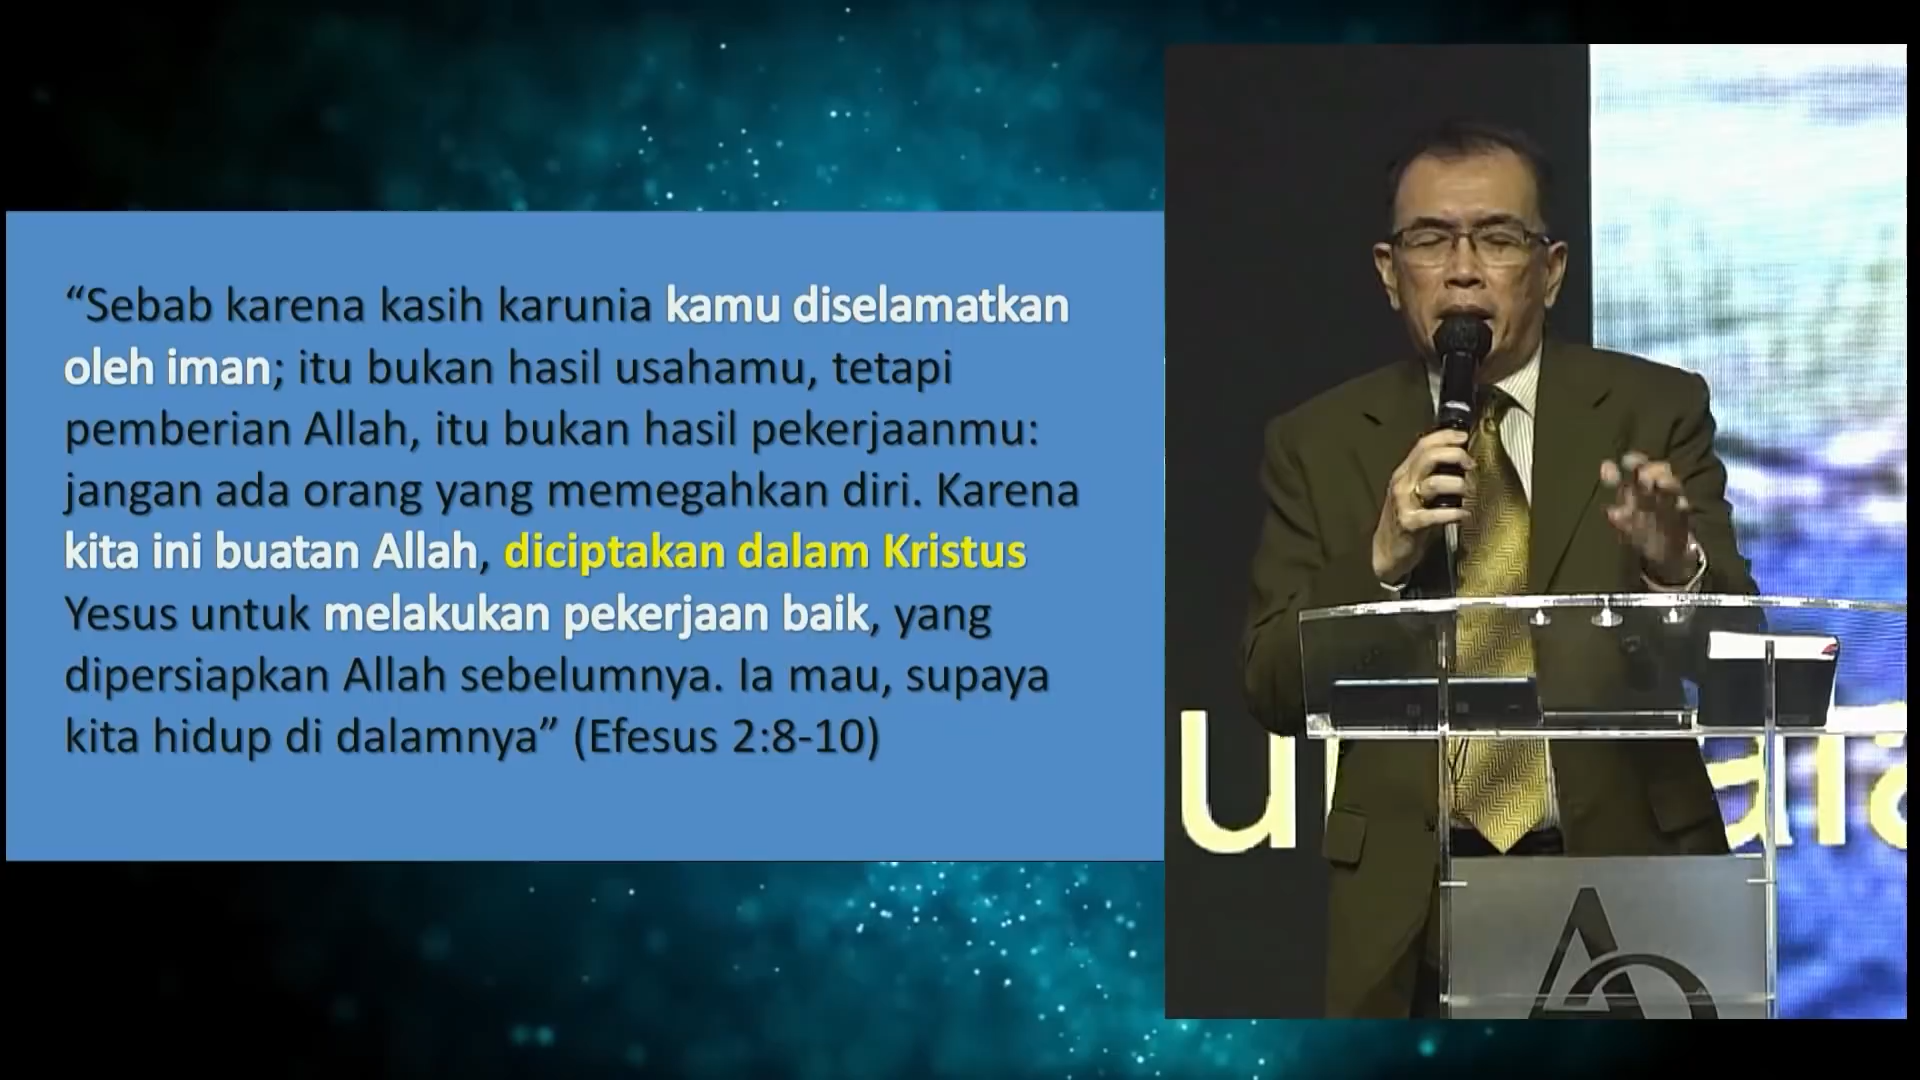 “Sebab karena kasih karunia kamu diselamatkan
oleh iman; itu bukan hasil usahamu, tetapi
pemberian Allah, itu bukan hasil pekerjaanmu:
jangan ada orang yang memegahkan diri. Karena
kita ini buatan Allah, diciptakan dalam Kristus
Yesus untuk melakukan pekerjaan baik, yang
dipersiapkan Allah sebelumnya. Ia mau, supaya
kita hidup di dalamnya” (Efesus 2:8-10)